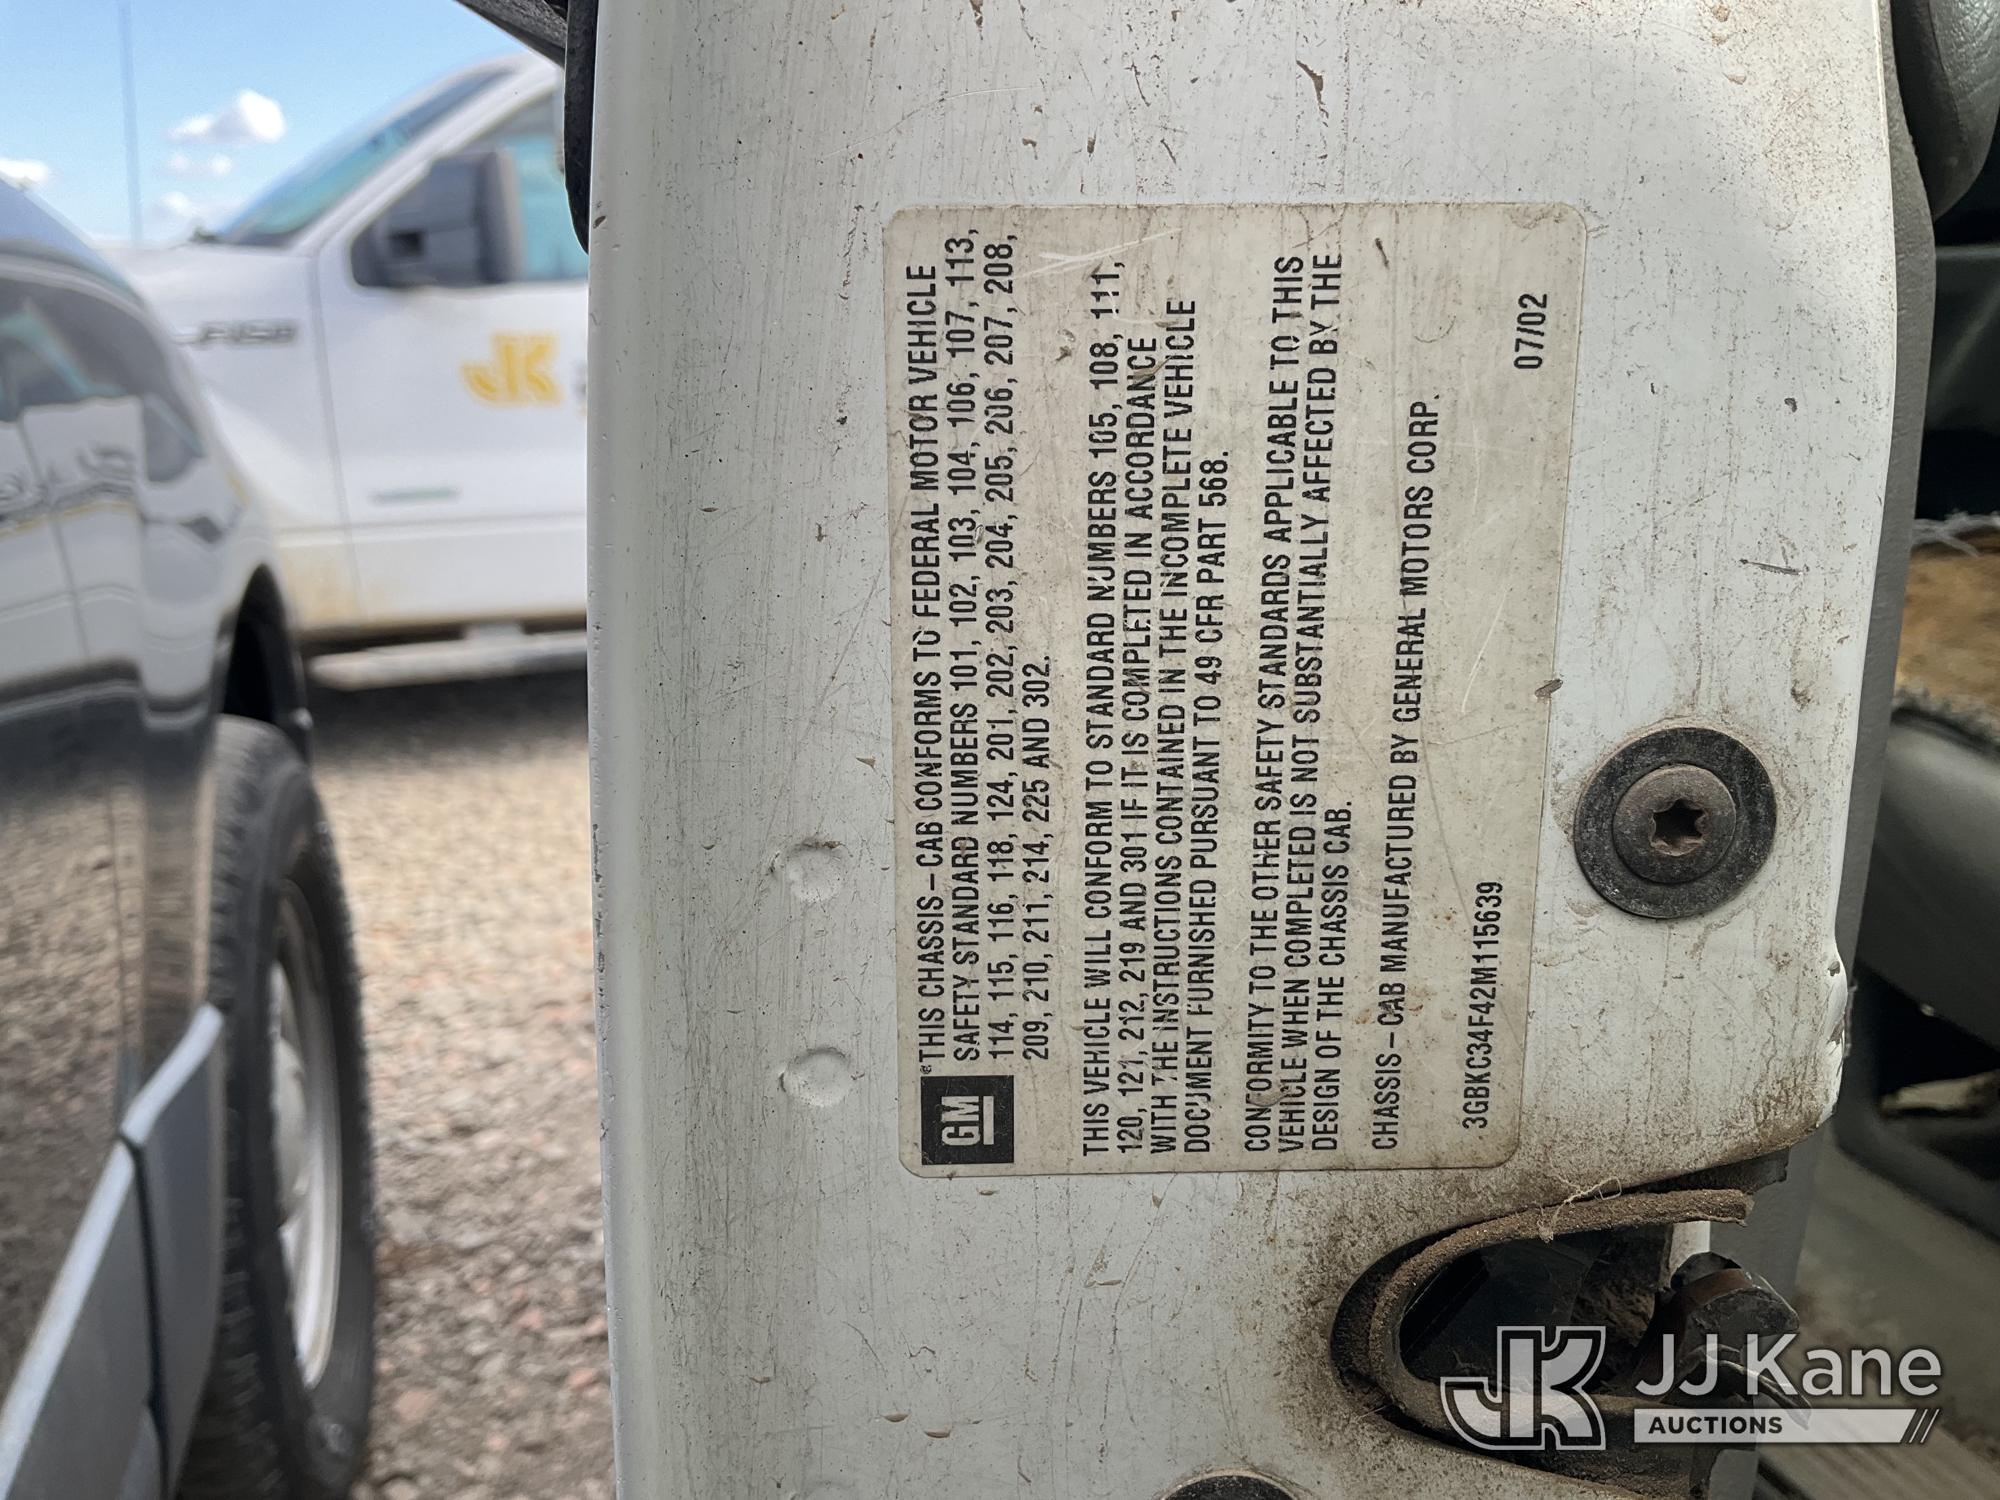 GM
®THIS CHASSIS-CAB CONFORMS TO FEDERAL MOTOR VEHICLE
SAFETY STANDARD NUMBERS 101, 102, 103, 104, 106, 107, 113,
114, 115, 116, 118, 124, 201, 202, 203, 204, 205, 206, 207, 208,
209, 210, 211, 214, 225 AND 302.
THIS VEHICLE WILL CONFORM TO STANDARD NUMBERS 105, 108, 111,
120, 121, 212, 219 AND 301 IF IT IS COMPLETED IN ACCORDANCE
WITH THE INSTRUCTIONS CONTAINED IN THE INCOMPLETE VEHICLE
DOCUMENT FURNISHED PURSUANT TO 49 CFR PART 568.
CONFORMITY TO THE OTHER SAFETY STANDARDS APPLICABLE TO THIS
VEHICLE WHEN COMPLETED IS NOT SUBSTANTIALLY AFFECTED BY THE
DESIGN OF THE CHASSIS CAB.
CHASSIS-CAB MANUFACTURED BY GENERAL MOTORS CORP.
3GBKC34F42M115639 07/02
F150
JK
JK JJ Kane
AUCTIONS